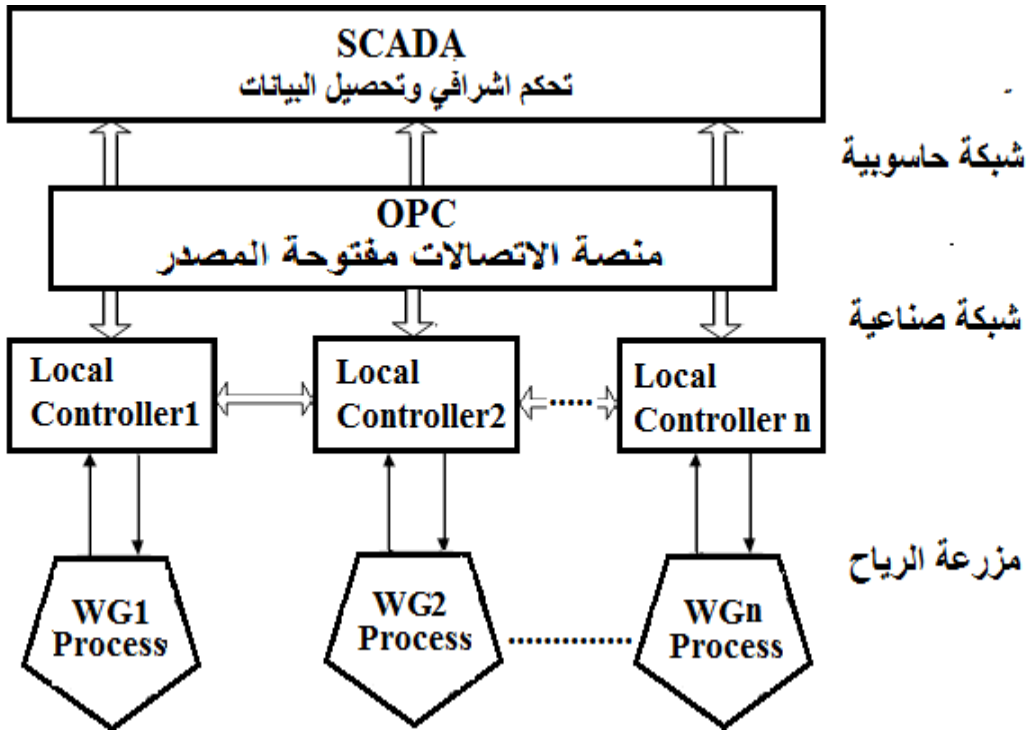 SCADA
تحكم اشرافي وتحصيل البيانات
شبكة حاسوبية
OPC
منصة الاتصالات مفتوحة المصدر
شبكة صناعية
Local
Controller1
Local
Controller2
Local
Controller n
مزرعة الرياح
WG1
Process
WG2
Process
WGn
Process